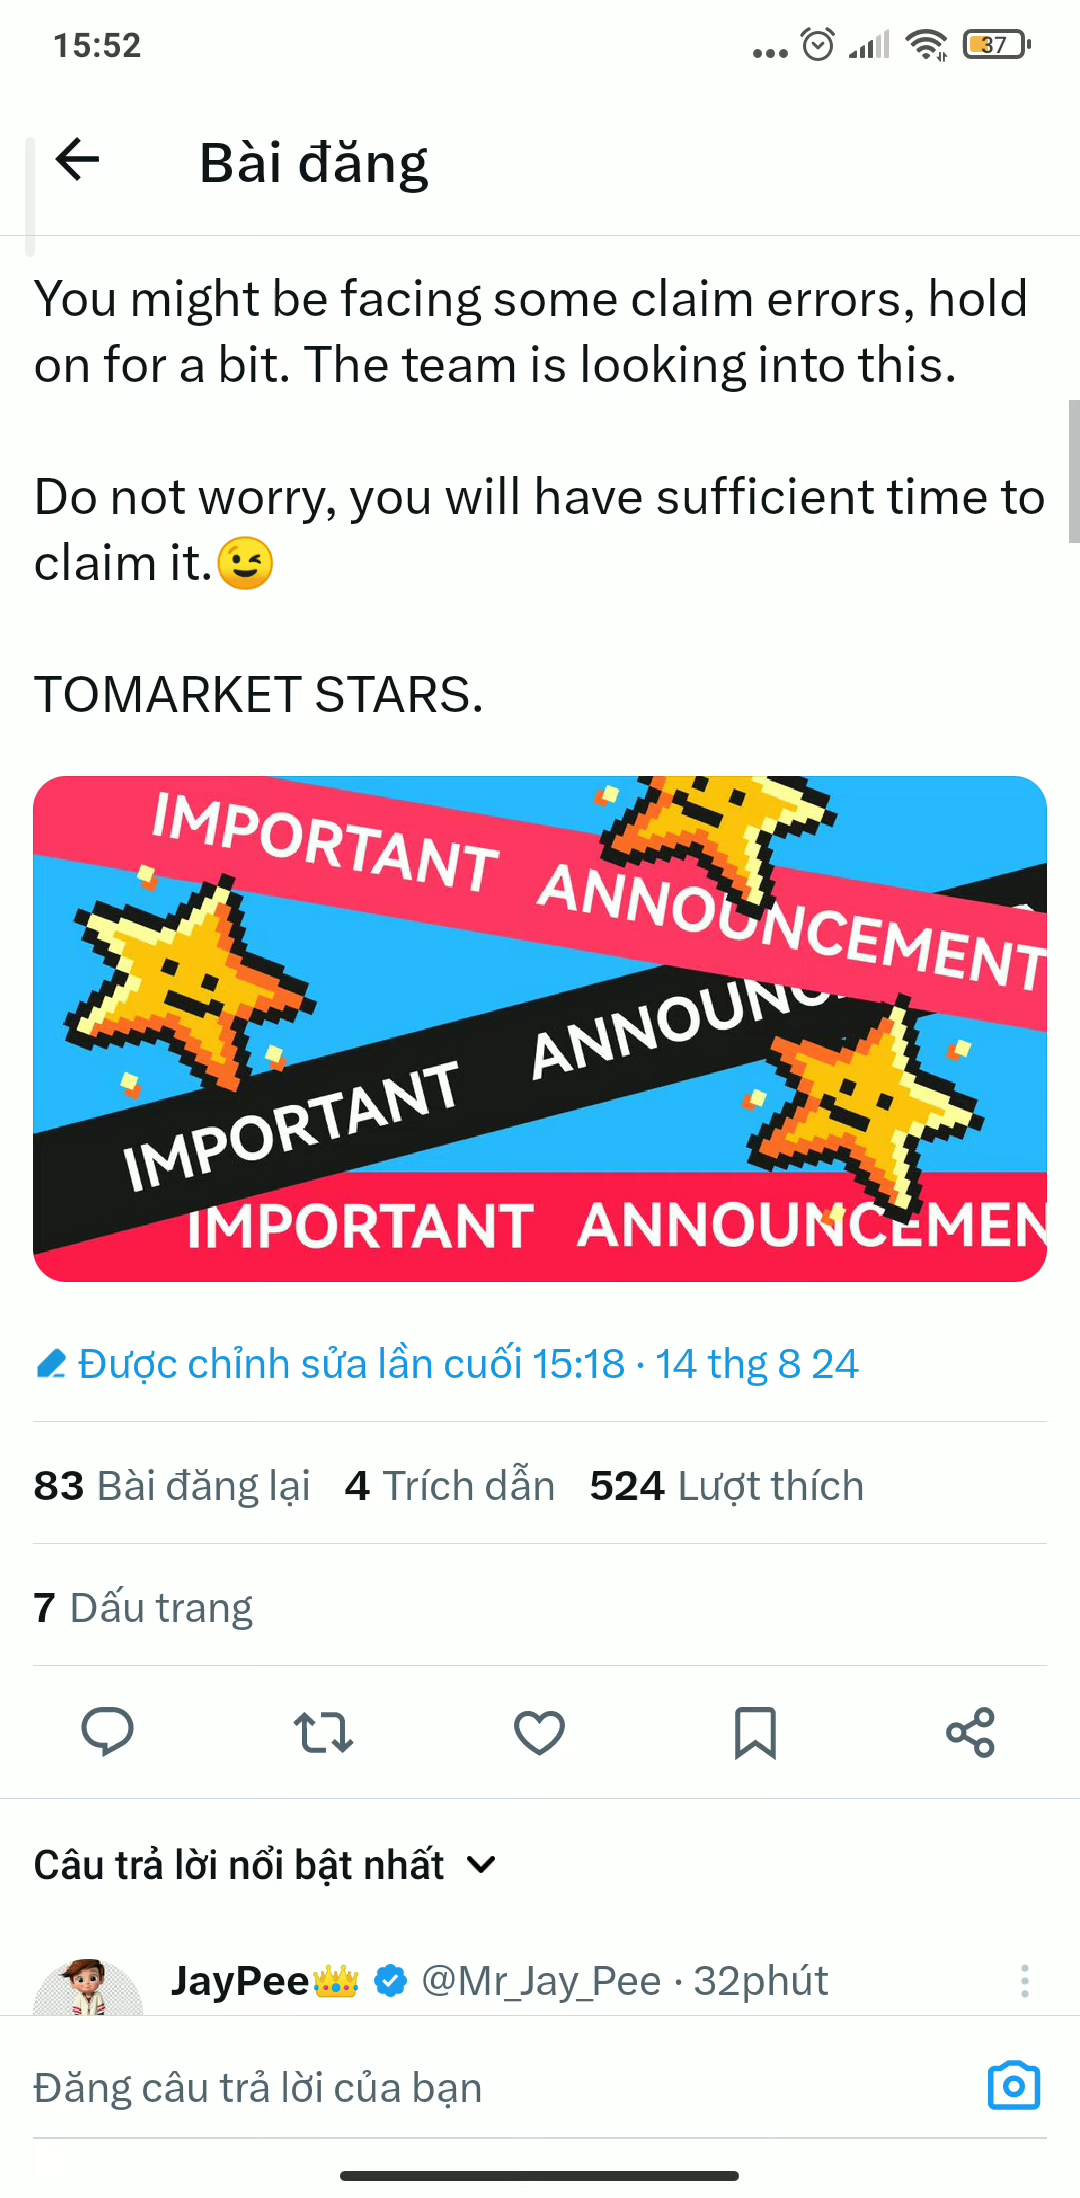 15:52
37
Bài đăng
You might be facing some claim errors, hold
on for a bit. The team is looking into this.
Do not worry, you will have sufficient time to
claim it.😉
TOMARKET STARS.
IMPORTANT ANNOUNCEMENT
IMPORTANT ANNOUNC
IMPORTANT ANNOUNCEMEN
Được chỉnh sửa lần cuối 15:18 · 14 thg 8 24
83 Bài đăng lại 4 Trích dẫn 524 Lượt thích
7 Dấu trang
Câu trả lời nổi bật nhất
JayPee👑 @Mr_Jay_Pee · 32phút
Đăng câu trả lời của bạn